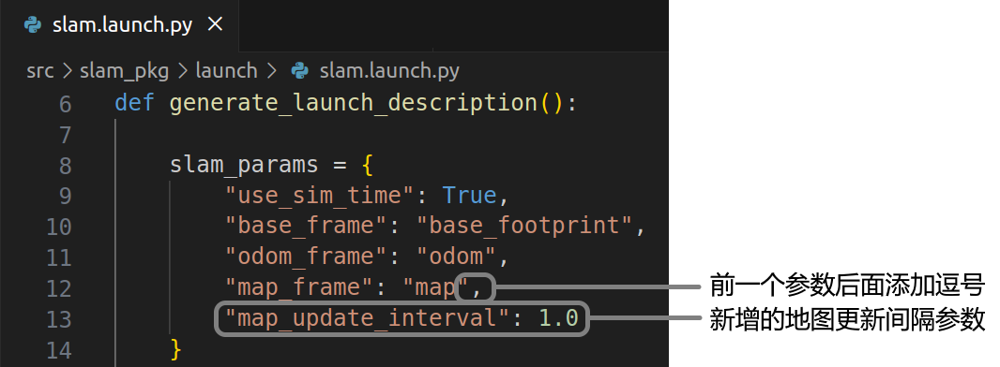 slam.launch.py
src > slam_pkg > launch > slam.launch.py
6 def generate_launch_description():
7
8 slam_params = {
9 "use_sim_time": True,
10 "base_frame": "base_footprint",
11 "odom_frame": "odom",
12 "map_frame": "map",
前一个参数后面添加逗号
13 "map_update_interval": 1.0
新增的地图更新间隔参数
14 }